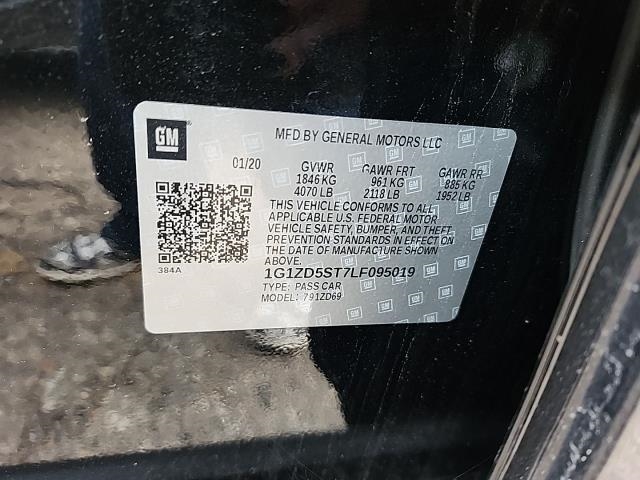 GM
MFD BY GENERAL MOTORS LLC
01/20 GVWR GAWR FRT GAWR RR
1846 KG 961 KG 885 KG
4070 LB 2118 LB 1952 LB
THIS VEHICLE CONFORMS TO ALL
APPLICABLE U.S. FEDERAL MOTOR
VEHICLE SAFETY, BUMPER, AND THEFT
PREVENTION STANDARDS IN EFFECT ON
THE DATE OF MANUFACTURE SHOWN
ABOVE.
384A
1G1ZD5ST7LF095019
TYPE: PASS CAR
MODEL: 791ZD69